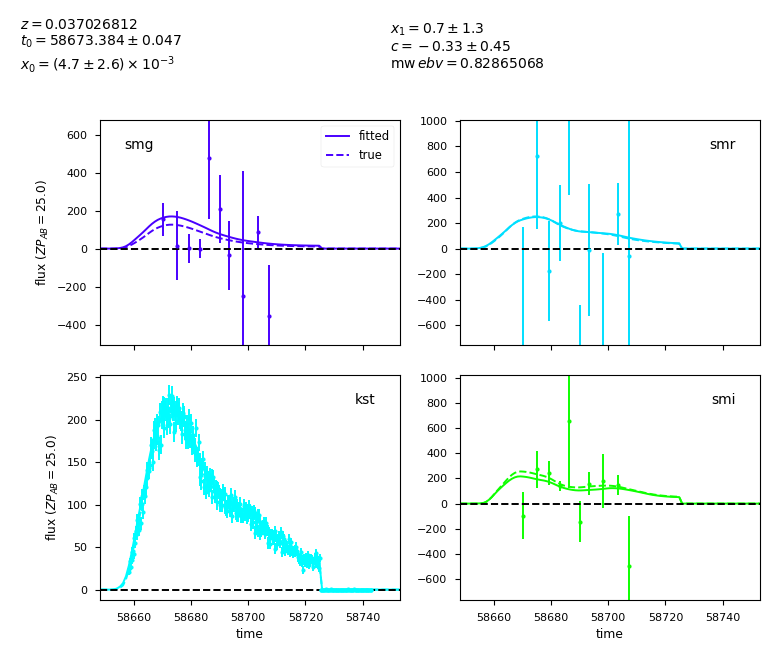 z = 0.037026812
t₀ = 58673.384 ± 0.047
x₀ = (4.7 ± 2.6) × 10⁻³
x₁ = 0.7 ± 1.3
c = −0.33 ± 0.45
mw ebv = 0.82865068
smg
fitted
true
flux (ZP_AB = 25.0)
600
400
200
0
−200
−400
smr
1000
800
600
400
200
0
−200
−400
−600
kst
flux (ZP_AB = 25.0)
250
200
150
100
50
0
58660 58680 58700 58720 58740
time
smi
1000
800
600
400
200
0
−200
−400
−600
58660 58680 58700 58720 58740
time